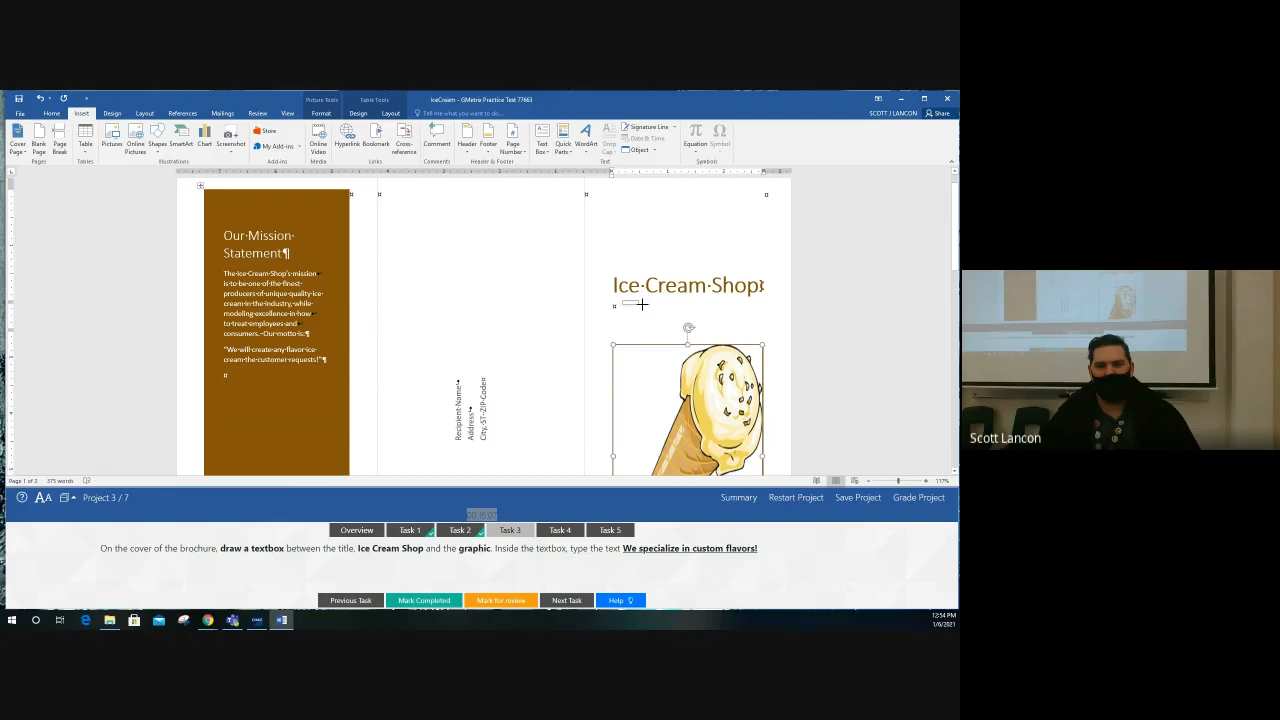 Picture Tools
Table Tools
IceCream - GMetrix Practice Test 77663
File
Home
Insert
Design
Layout
References
Mailings
Review
View
Format
Design
Layout
Tell me what you want to do...
SCOTT J LANCON
Share
Cover Page
Blank Page
Page Break
Table
Pictures
Online Pictures
Shapes
SmartArt
Chart
Screenshot
Store
My Add-ins
Online Video
Hyperlink
Bookmark
Cross-reference
Comment
Header
Footer
Page Number
Text Box
Quick Parts
WordArt
Drop Cap
Signature Line
Date & Time
Object
Equation
Symbol
Pages
Tables
Illustrations
Add-ins
Media
Links
Comments
Header & Footer
Text
Symbols
Our·Mission·
Statement¶
The·Ice·Cream·Shop's·mission
is·to·be·one·of·the·finest·
producers·of·unique·quality·ice·
cream·in·the·industry,·while·
modeling·excellence·in·how·
to·treat·employees·and·
consumers.··Our·motto·is:¶
"We·will·create·any·flavor·ice·
cream·the·customer·requests!"¶
Recipient·Name
Address
City,·ST··ZIP·Code¤
Ice·Cream·Shop
Page 1 of 2
375 words
117%
Project 3 / 7
Summary
Restart Project
Save Project
Grade Project
Overview
Task 1
Task 2
Task 3
Task 4
Task 5
On the cover of the brochure, draw a textbox between the title, Ice Cream Shop and the graphic. Inside the textbox, type the text We specialize in custom flavors!
Previous Task
Mark Completed
Mark for review
Next Task
Help
12:54 PM
1/6/2021
Scott Lancon